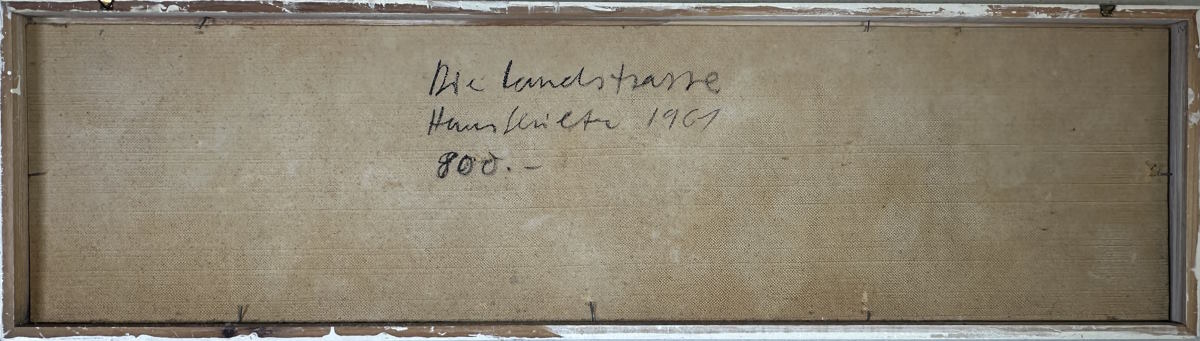 Die Landstrasse
Hans 1961
800.-